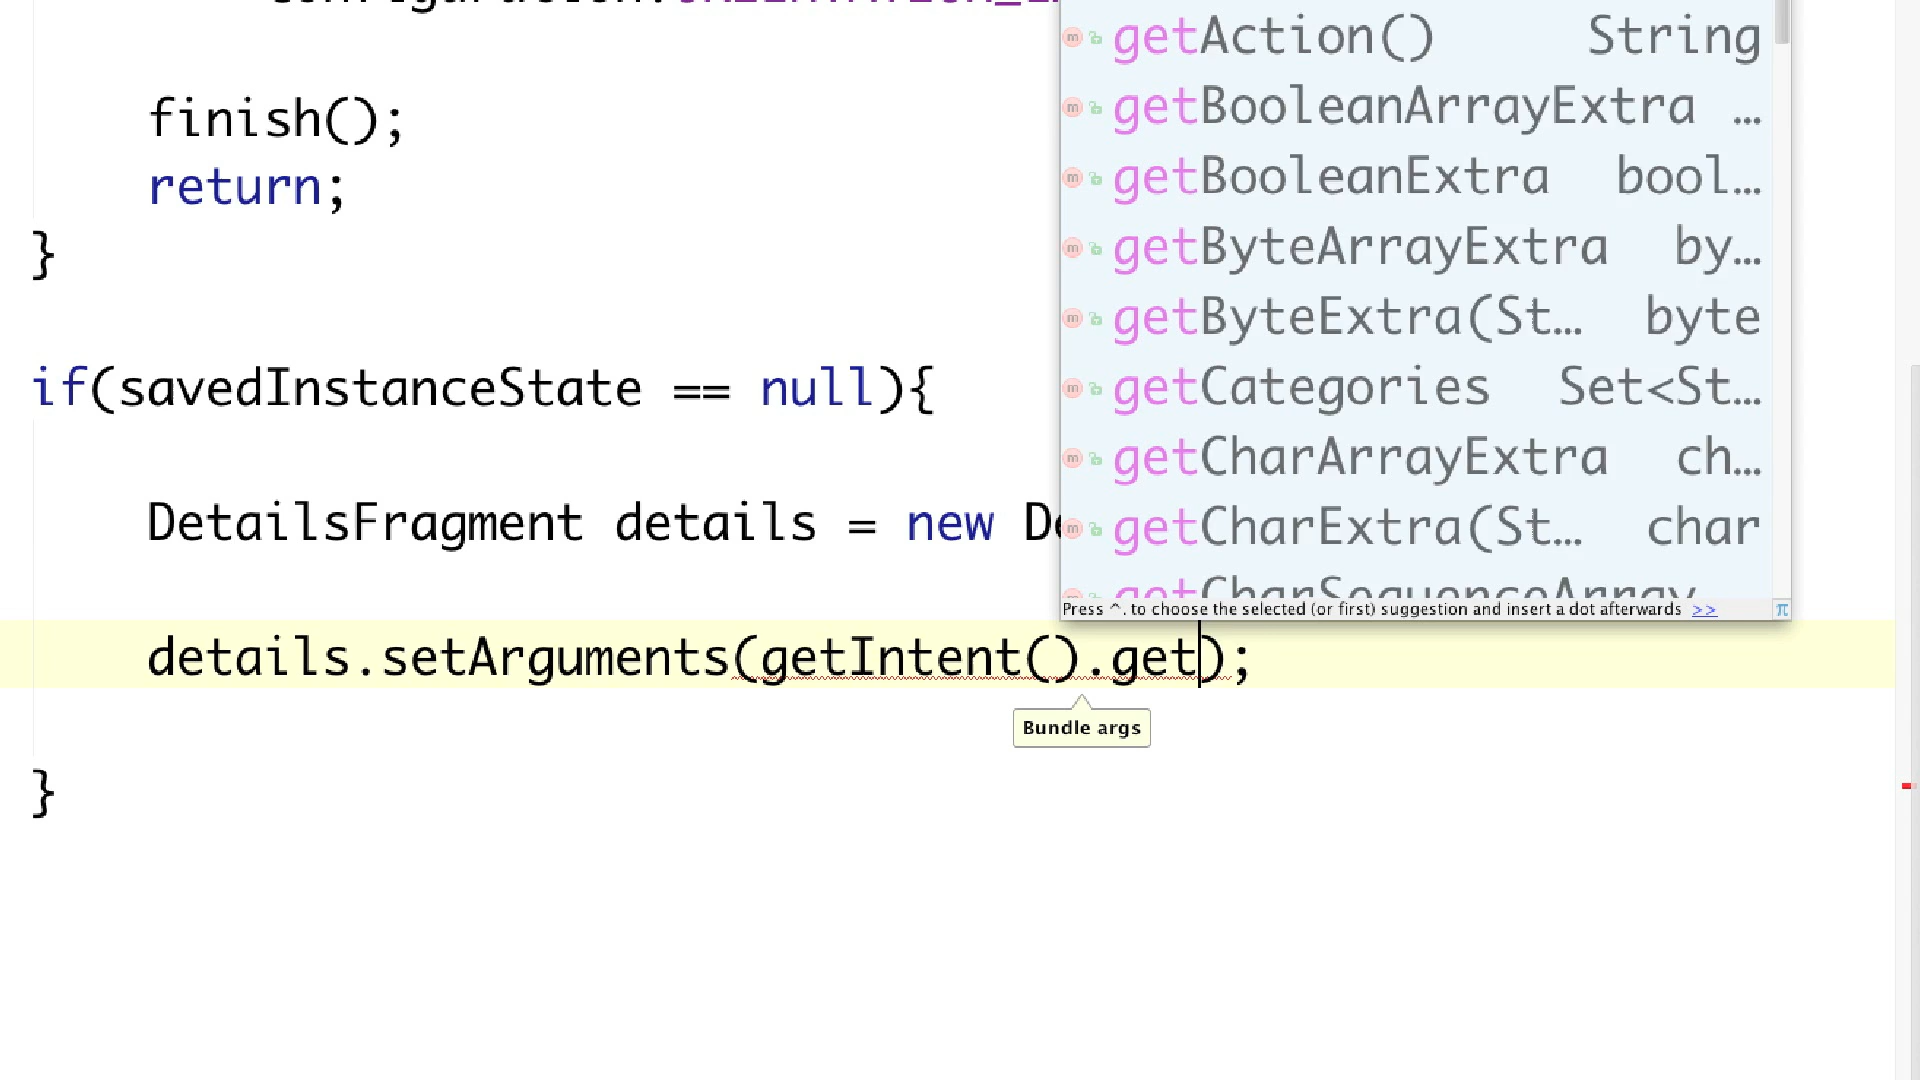 finish();
return;
}
if(savedInstanceState == null){
DetailsFragment details = new De
details.setArguments(getIntent().get);
}
getAction() String
getBooleanArrayExtra …
getBooleanExtra bool…
getByteArrayExtra by…
getByteExtra(St… byte
getCategories Set<St…
getCharArrayExtra ch…
getCharExtra(St… char
getCharSequenceArray
Press ^. to choose the selected (or first) suggestion and insert a dot afterwards >>
π
Bundle args